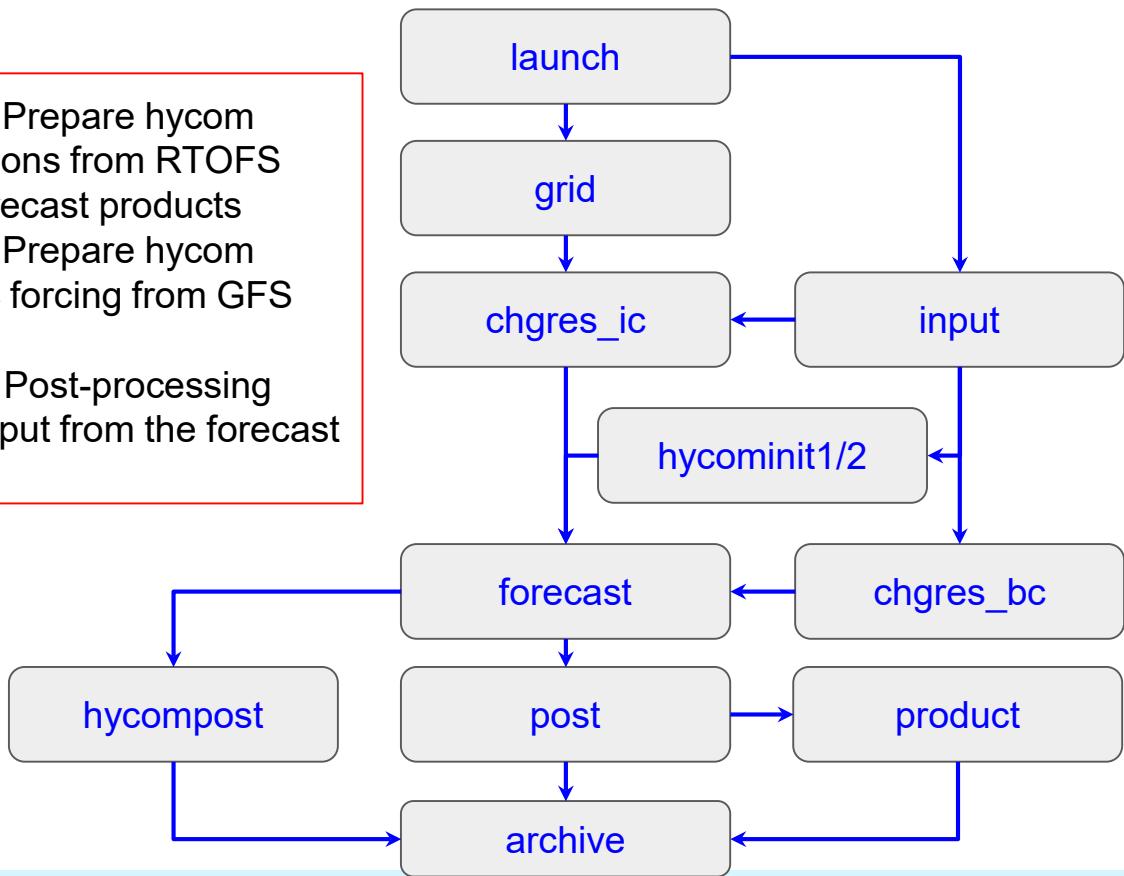 launch
Prepare hycom
ons from RTOFS
ecast products
Prepare hycom
forcing from GFS
Post-processing
put from the forecast
grid
chgres_ic
input
hycominit1/2
forecast
chgres_bc
hycompost
post
product
archive